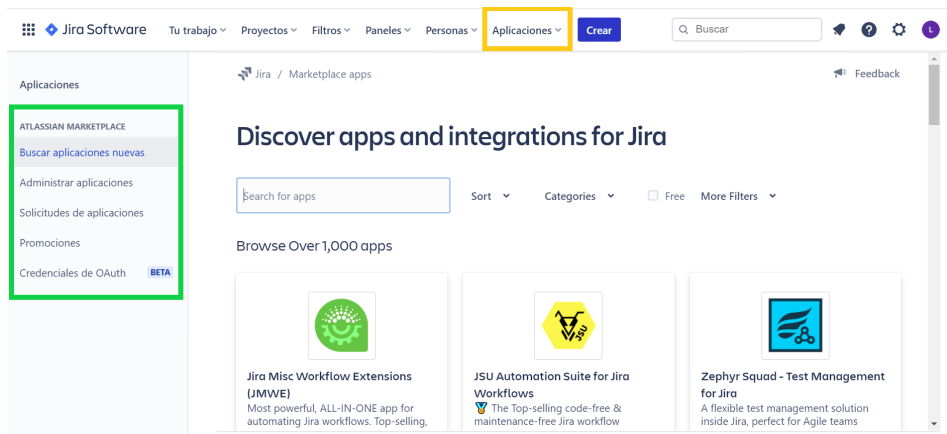 Jira Software Tu trabajo Proyectos Filtros Paneles Personas Aplicaciones Crear Buscar L
Aplicaciones
ATLASSIAN MARKETPLACE
Buscar aplicaciones nuevas
Administrar aplicaciones
Solicitudes de aplicaciones
Promociones
Credenciales de OAuth BETA
Jira / Marketplace apps Feedback
Discover apps and integrations for Jira
Search for apps Sort Categories Free More Filters
Browse Over 1,000 apps
Jira Misc Workflow Extensions
(JMWE)
Most powerful, ALL-IN-ONE app for
automating Jira workflows. Top-selling,
JSU
JSU Automation Suite for Jira
Workflows
🏅 The Top-selling code-free &
maintenance-free Jira workflow
Zephyr Squad - Test Management
for Jira
A flexible test management solution
inside Jira, perfect for Agile teams